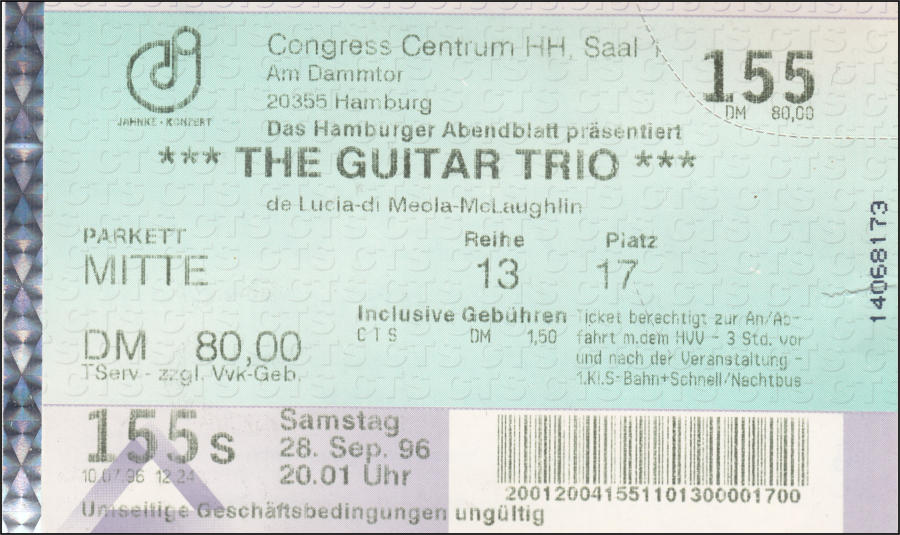 Congress Centrum HH, Saal 1
155
Am Dammtor
DM 80,00
20355 Hamburg
JAHNKE - KONZERT
Das Hamburger Abendblatt präsentiert
*** THE GUITAR TRIO ***
de Lucia-di Meola-McLaughlin
PARKETT Reihe Platz
MITTE 13 17
14068173
Inclusive Gebühren
CTS DM 1,50
Ticket berechtigt zur An/Ab-
fahrt m.dem HVV - 3 Std. vor
und nach der Veranstaltung -
1.Kl.S-Bahn+Schnell/Nachtbus
DM 80,00
TServ - zzgl. Vvk-Geb.
155s
10.07.96 12.24
Samstag
28. Sep. 96
20.01 Uhr
200120041551101300001700
Umseitige Geschäftsbedingungen ungültig